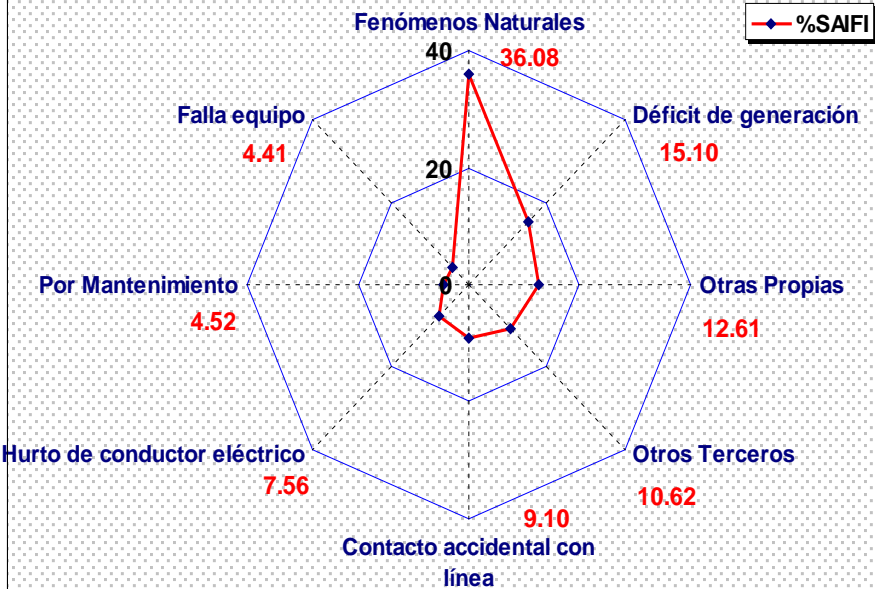 %SAIFI
Fenómenos Naturales
40
36.08
Falla equipo
4.41
Déficit de generación
15.10
20
Por Mantenimiento
4.52
0
Otras Propias
12.61
Hurto de conductor eléctrico
7.56
Otros Terceros
10.62
9.10
Contacto accidental con
línea